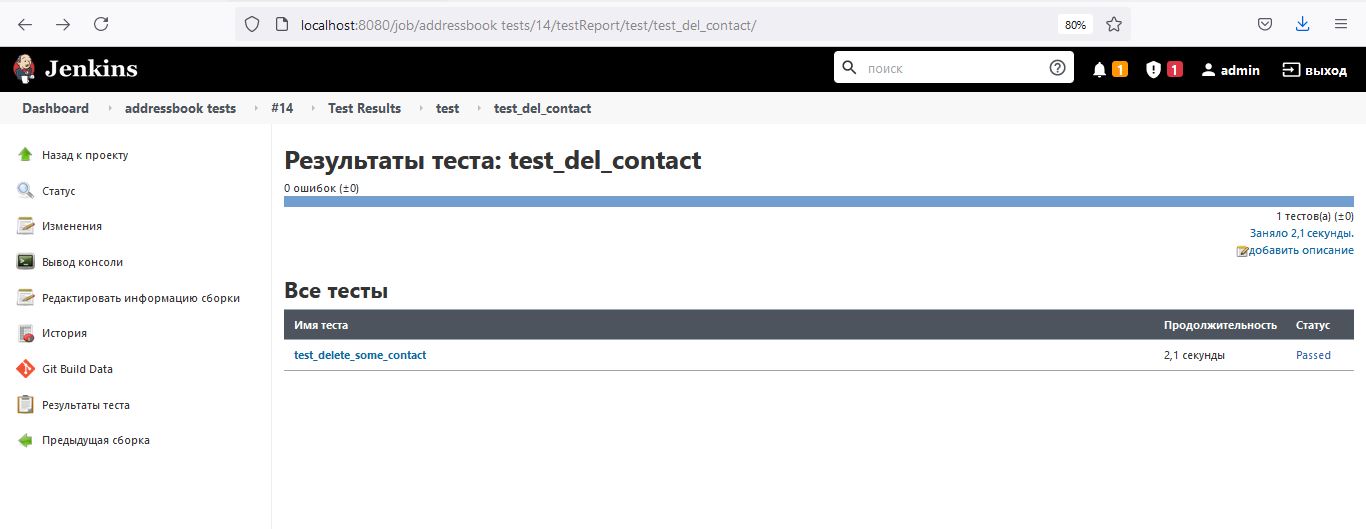 localhost:8080/job/addressbook tests/14/testReport/test/test_del_contact/ 80%
Jenkins поиск 1 1 admin выход
Dashboard addressbook tests #14 Test Results test test_del_contact
Назад к проекту
Статус
Изменения
Вывод консоли
Редактировать информацию сборки
История
Git Build Data
Результаты теста
Предыдущая сборка
Результаты теста: test_del_contact
0 ошибок (±0)
1 тестов(а) (±0)
Заняло 2,1 секунды.
добавить описание
Все тесты
Имя теста Продолжительность Статус
test_delete_some_contact 2,1 секунды Passed